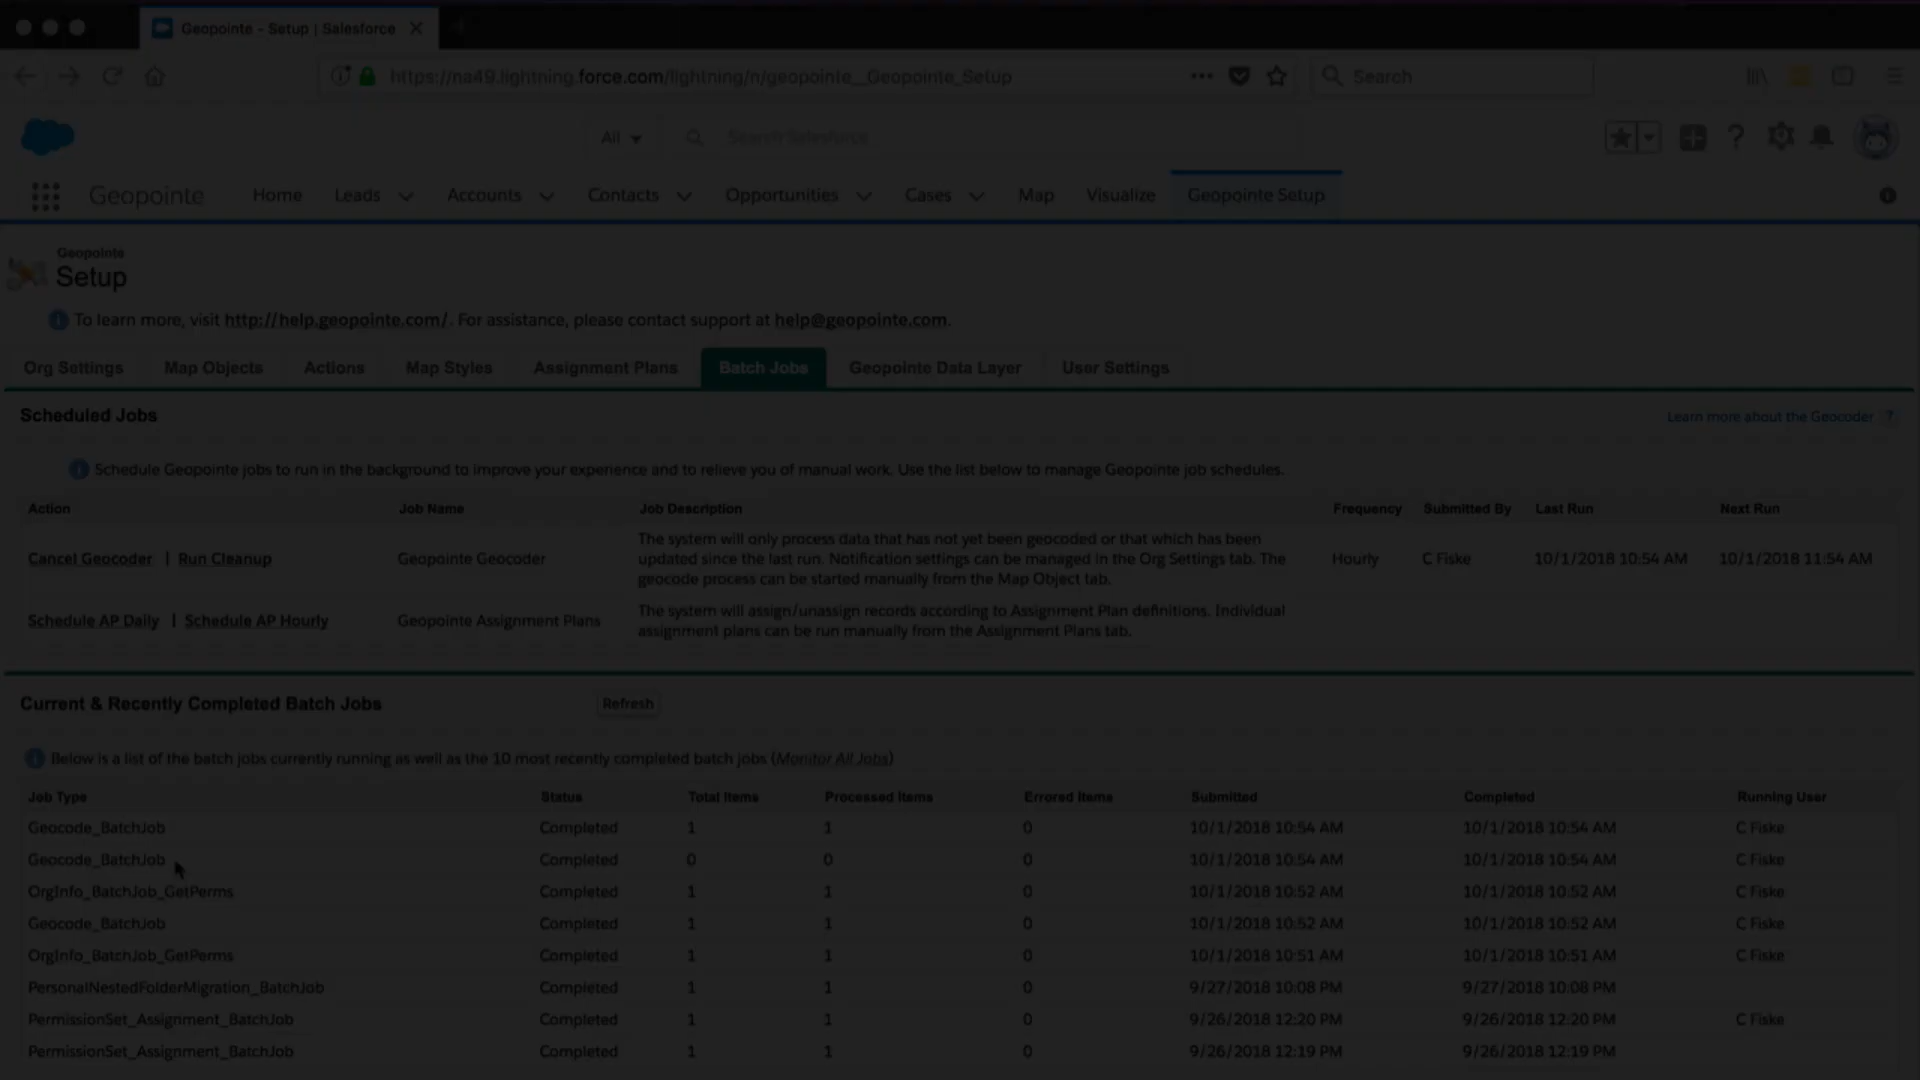 Geopointe - Setup | Salesforce
https://na49.lightning.force.com/lightning/n/geopointe__Geopointe_Setup
Search
All
Search Salesforce
Geopointe Home Leads Accounts Contacts Opportunities Cases Map Visualize Geopointe Setup
Geopointe
Setup
To learn more, visit http://help.geopointe.com/. For assistance, please contact support at help@geopointe.com.
Org Settings Map Objects Actions Map Styles Assignment Plans Batch Jobs Geopointe Data Layer User Settings
Scheduled Jobs
Learn more about the Geocoder ?
Schedule Geopointe jobs to run in the background to improve your experience and to relieve you of manual work. Use the list below to manage Geopointe job schedules.
Action Job Name Job Description Frequency Submitted By Last Run Next Run
Cancel Geocoder | Run Cleanup Geopointe Geocoder
The system will only process data that has not yet been geocoded or that which has been
updated since the last run. Notification settings can be managed in the Org Settings tab. The
geocode process can be started manually from the Map Object tab.
Hourly C Fiske 10/1/2018 10:54 AM 10/1/2018 11:54 AM
Schedule AP Daily | Schedule AP Hourly Geopointe Assignment Plans
The system will assign/unassign records according to Assignment Plan definitions. Individual
assignment plans can be run manually from the Assignment Plans tab.
Current & Recently Completed Batch Jobs Refresh
Below is a list of the batch jobs currently running as well as the 10 most recently completed batch jobs (Monitor All Jobs)
Job Type Status Total Items Processed Items Errored Items Submitted Completed Running User
Geocode_BatchJob Completed 1 1 0 10/1/2018 10:54 AM 10/1/2018 10:54 AM C Fiske
Geocode_BatchJob Completed 0 0 0 10/1/2018 10:54 AM 10/1/2018 10:54 AM C Fiske
OrgInfo_BatchJob_GetPerms Completed 1 1 0 10/1/2018 10:52 AM 10/1/2018 10:52 AM C Fiske
Geocode_BatchJob Completed 1 1 0 10/1/2018 10:52 AM 10/1/2018 10:52 AM C Fiske
OrgInfo_BatchJob_GetPerms Completed 1 1 0 10/1/2018 10:51 AM 10/1/2018 10:51 AM C Fiske
PersonalNestedFolderMigration_BatchJob Completed 1 1 0 9/27/2018 10:08 PM 9/27/2018 10:08 PM
PermissionSet_Assignment_BatchJob Completed 1 1 0 9/26/2018 12:20 PM 9/26/2018 12:20 PM C Fiske
PermissionSet_Assignment_BatchJob Completed 1 1 0 9/26/2018 12:19 PM 9/26/2018 12:19 PM